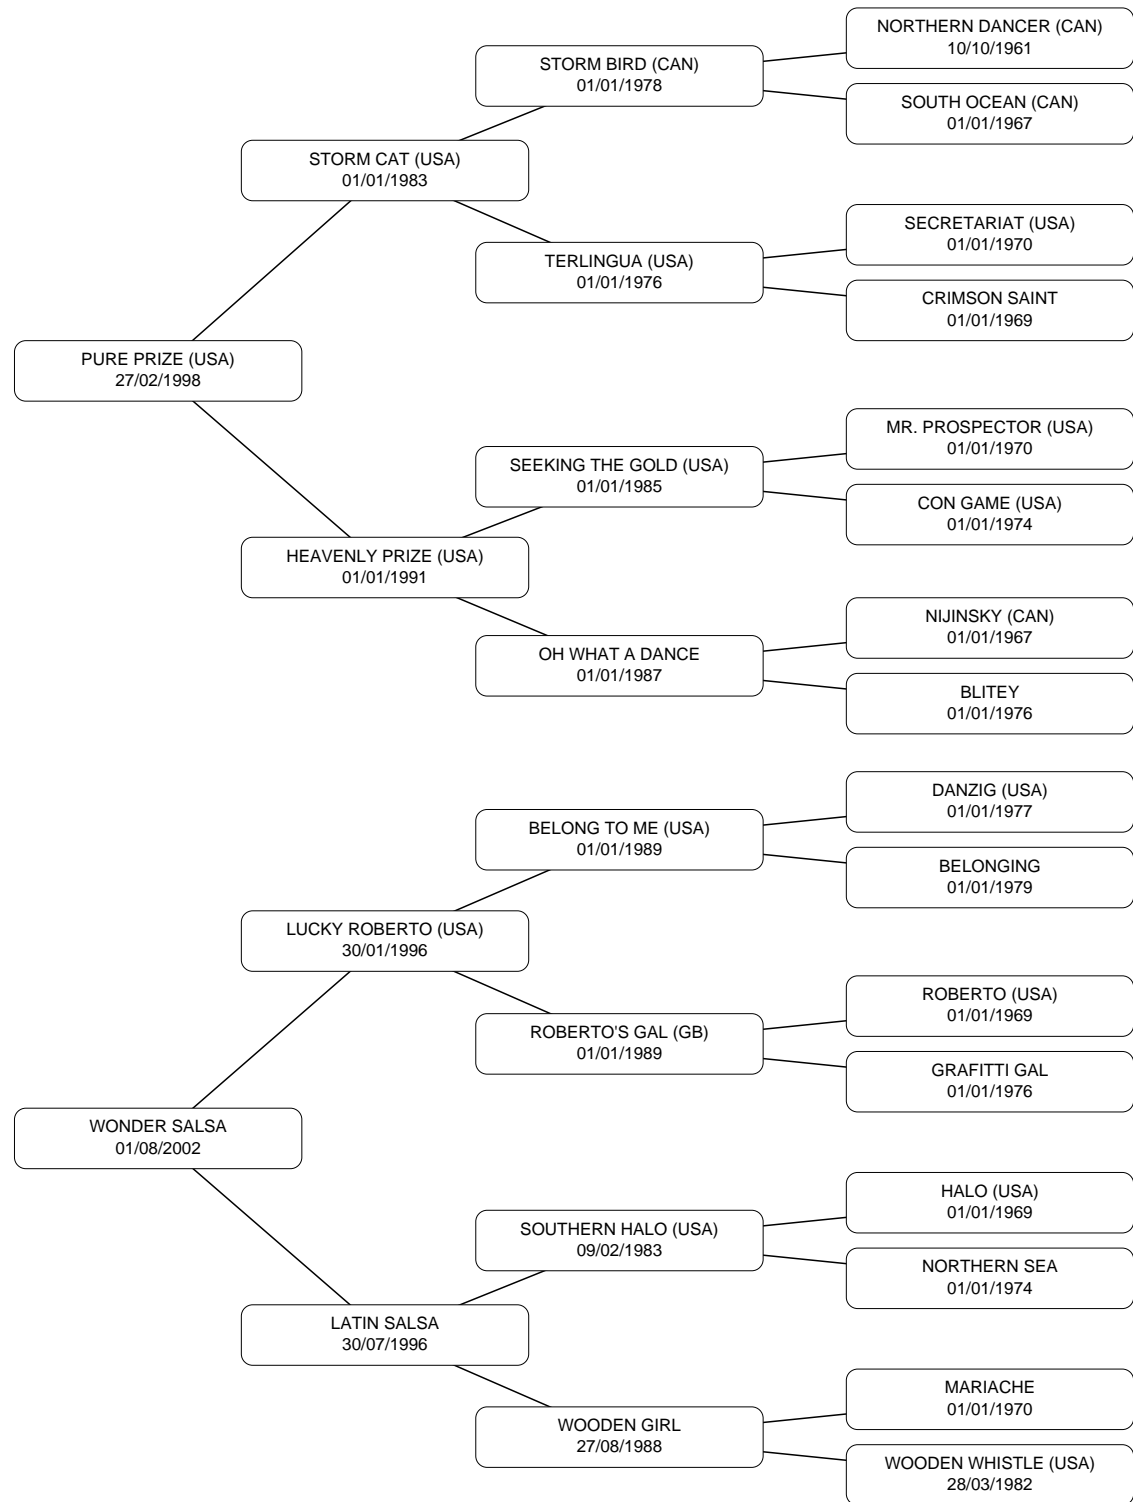 NORTHERN DANCER (CAN)
10/10/1961
STORM BIRD (CAN)
01/01/1978
SOUTH OCEAN (CAN)
01/01/1967
STORM CAT (USA)
01/01/1983
SECRETARIAT (USA)
01/01/1970
TERLINGUA (USA)
01/01/1976
CRIMSON SAINT
01/01/1969
PURE PRIZE (USA)
27/02/1998
MR. PROSPECTOR (USA)
01/01/1970
SEEKING THE GOLD (USA)
01/01/1985
CON GAME (USA)
01/01/1974
HEAVENLY PRIZE (USA)
01/01/1991
NIJINSKY (CAN)
01/01/1967
OH WHAT A DANCE
01/01/1987
BLITEY
01/01/1976
DANZIG (USA)
01/01/1977
BELONG TO ME (USA)
01/01/1989
BELONGING
01/01/1979
LUCKY ROBERTO (USA)
30/01/1996
ROBERTO (USA)
01/01/1969
ROBERTO'S GAL (GB)
01/01/1989
GRAFITTI GAL
01/01/1976
WONDER SALSA
01/08/2002
HALO (USA)
01/01/1969
SOUTHERN HALO (USA)
09/02/1983
NORTHERN SEA
01/01/1974
LATIN SALSA
30/07/1996
MARIACHE
01/01/1970
WOODEN GIRL
27/08/1988
WOODEN WHISTLE (USA)
28/03/1982